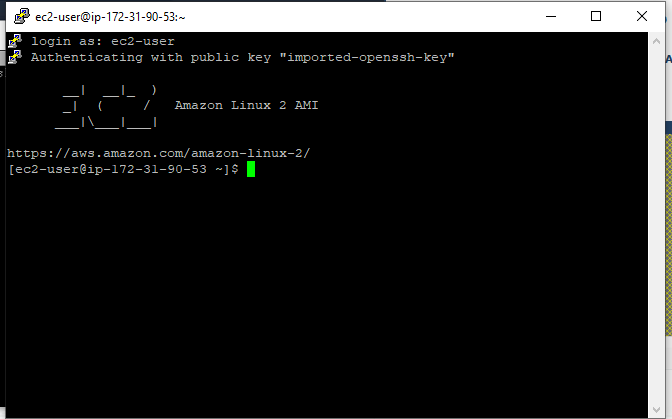 ec2-user@ip-172-31-90-53:~
login as: ec2-user
Authenticating with public key "imported-openssh-key"
       __|  __|_  )
       _|  (     /   Amazon Linux 2 AMI
      ___|\___|___|
https://aws.amazon.com/amazon-linux-2/
[ec2-user@ip-172-31-90-53 ~]$